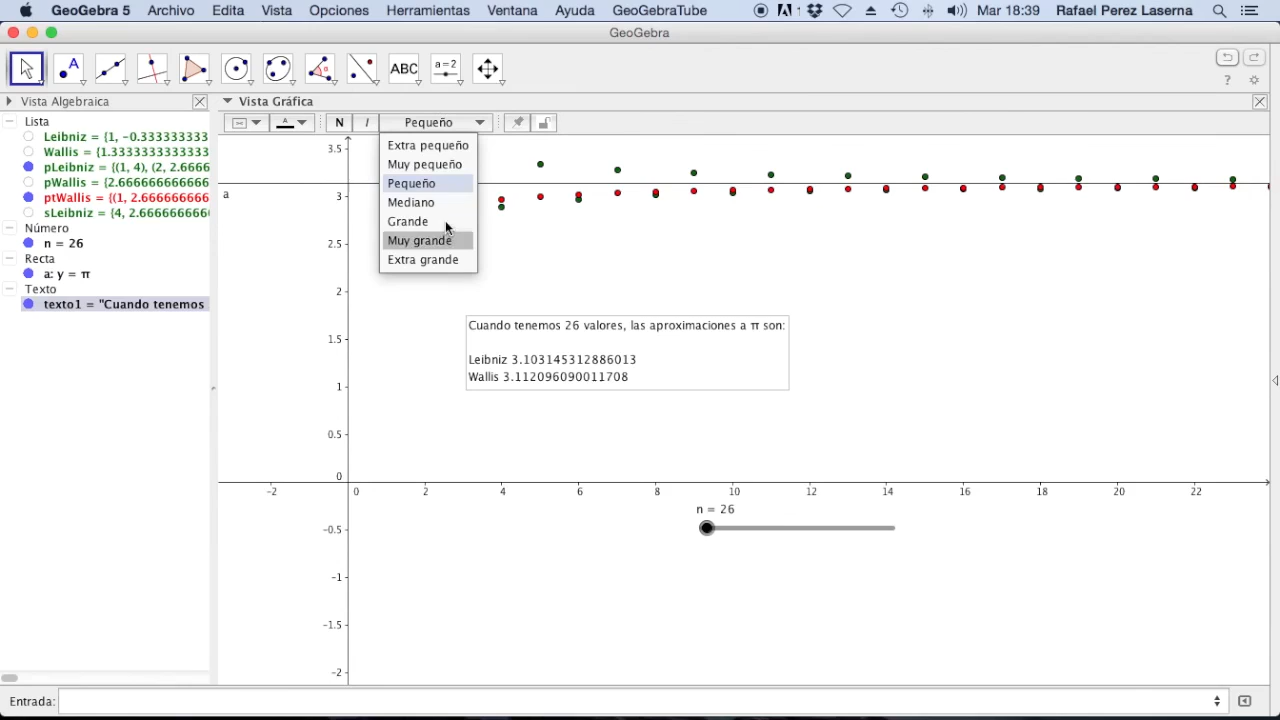 GeoGebra 5 Archivo Edita Vista Opciones Herramientas Ventana Ayuda GeoGebraTube Mar 18:39 Rafael Perez Laserna
GeoGebra
A ABC a=2
?
Vista Algebraica
Vista Gráfica
N I Pequeño
Lista
Leibniz = {1, -0.333333333
Wallis = {1.3333333333333
pLeibniz = {(1, 4), (2, 2.6666
pWallis = {2.666666666666
ptWallis = {(1, 2.66666666
sLeibniz = {4, 2.66666666
Número
n = 26
Recta
a: y = π
Texto
texto1 = "Cuando tenemos
Extra pequeño
Muy pequeño
Pequeño
Mediano
Grande
Muy grande
Extra grande
3.5
a
3
2.5
2
1.5
1
0.5
0
-0.5
-1
-1.5
-2
Cuando tenemos 26 valores, las aproximaciones a π son:
Leibniz 3.103145312886013
Wallis 3.112096090011708
-2 0 2 4 6 8 10 12 14 16 18 20 22
n = 26
Entrada: